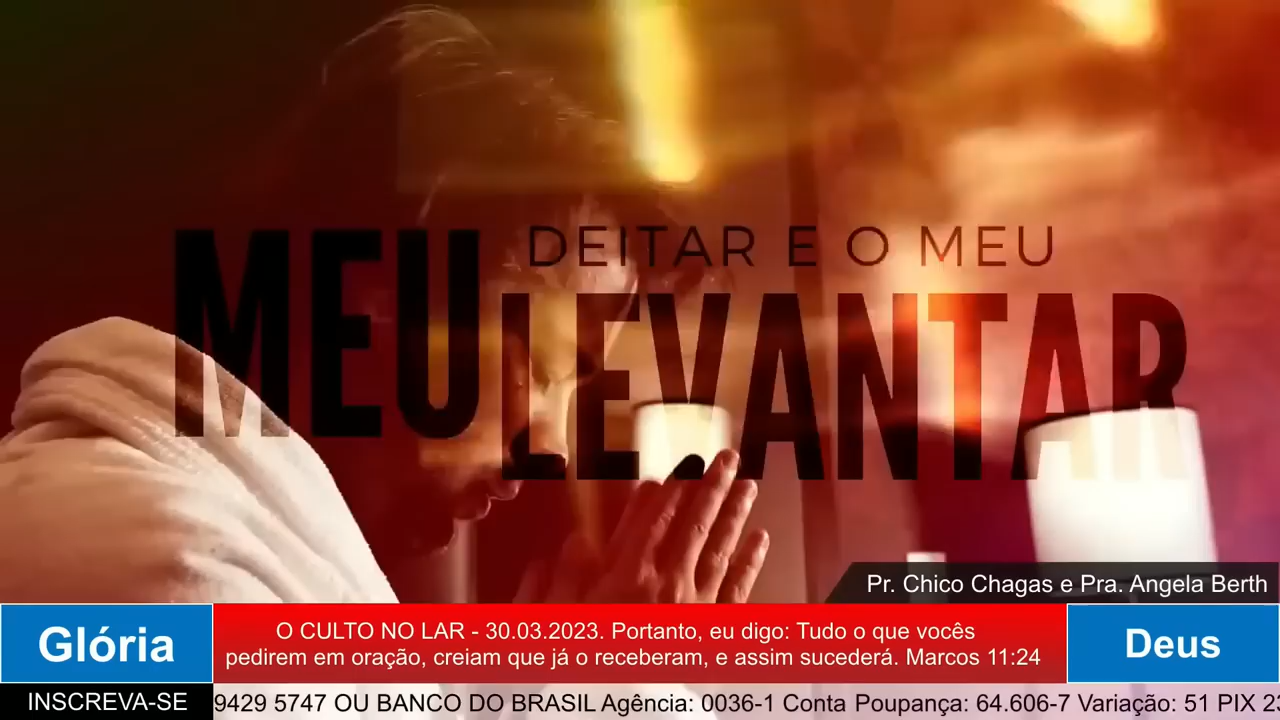 MEU DEITAR E O MEU
LEVANTAR
Pr. Chico Chagas e Pra. Angela Berth
Glória
O CULTO NO LAR - 30.03.2023. Portanto, eu digo: Tudo o que vocês
pedirem em oração, creiam que já o receberam, e assim sucederá. Marcos 11:24
Deus
INSCREVA-SE
9429 5747 OU BANCO DO BRASIL Agência: 0036-1 Conta Poupança: 64.606-7 Variação: 51 PIX